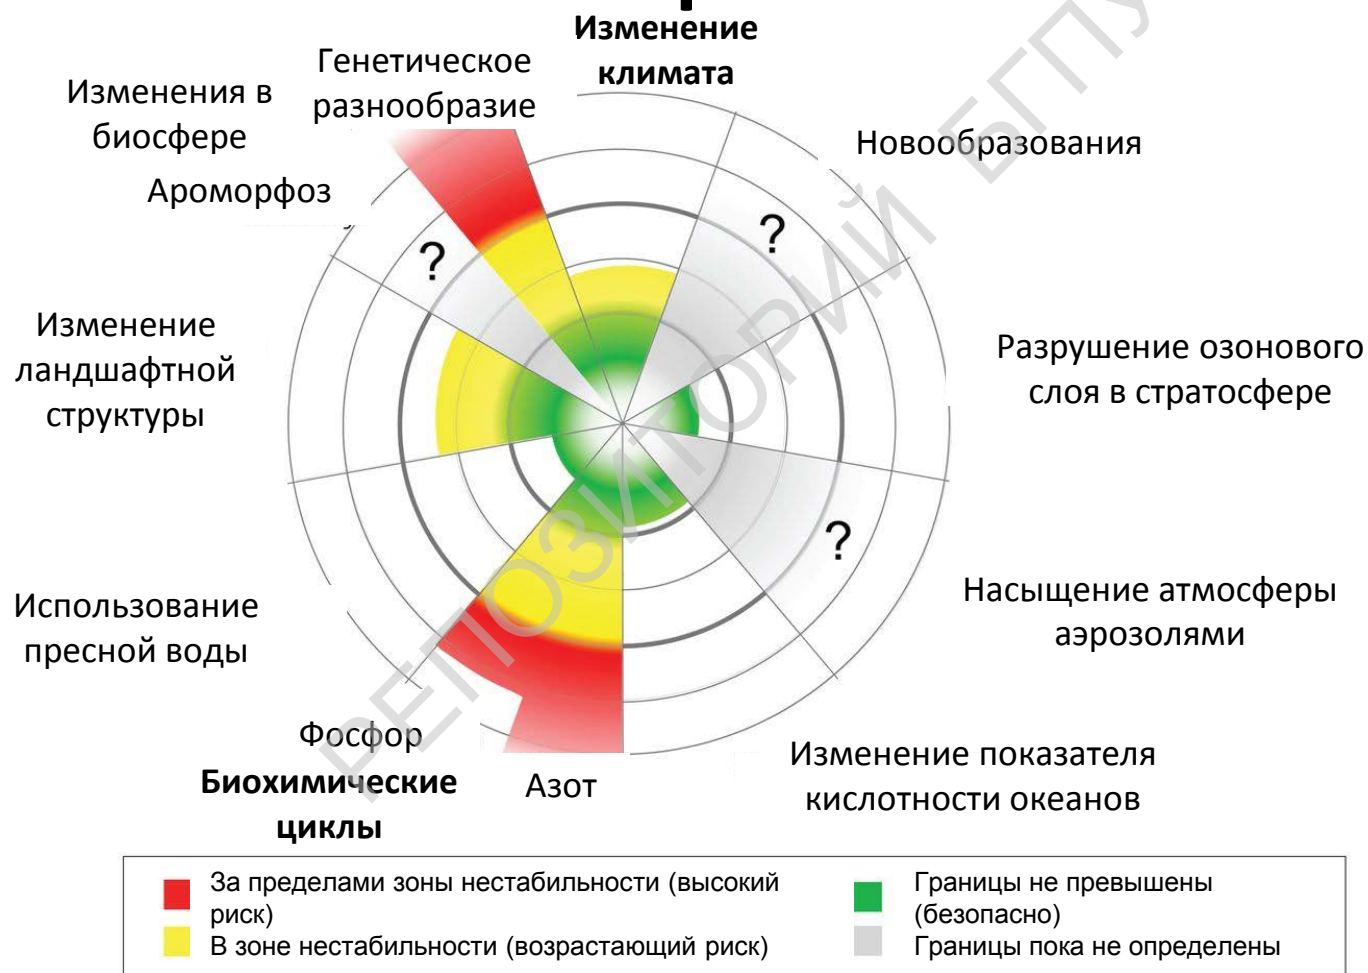 Изменение
климата
Генетическое
разнообразие
Изменения в
биосфере
Ароморфоз
Новообразования
?
?
Изменение
ландшафтной
структуры
Разрушение озонового
слоя в стратосфере
?
Использование
пресной воды
Насыщение атмосферы
аэрозолями
Фосфор
Биохимические
циклы
Азот
Изменение показателя
кислотности океанов
РЕПОЗИТОРИЙ БГПУ
За пределами зоны нестабильности (высокий
риск)
В зоне нестабильности (возрастающий риск)
Границы не превышены
(безопасно)
Границы пока не определены